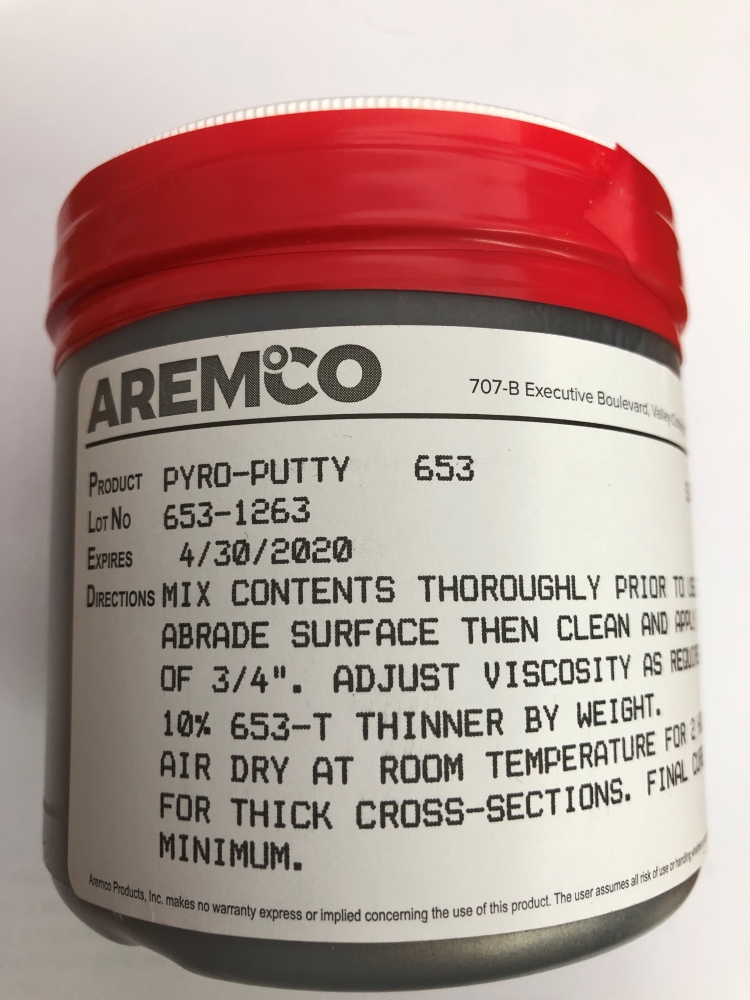 AREMCO
707-B Executive Boulevard, Valley
PRODUCT PYRO-PUTTY 653
LOT NO 653-1263
EXPIRES 4/30/2020
DIRECTIONS MIX CONTENTS THOROUGHLY PRIOR TO
ABRADE SURFACE THEN CLEAN AND
OF 3/4". ADJUST VISCOSITY AS
10% 653-T THINNER BY WEIGHT.
AIR DRY AT ROOM TEMPERATURE FOR 2
FOR THICK CROSS-SECTIONS. FINAL
MINIMUM.
Aremco Products, Inc. makes no warranty express or implied concerning the use of this product. The user assumes all risk of use or handling